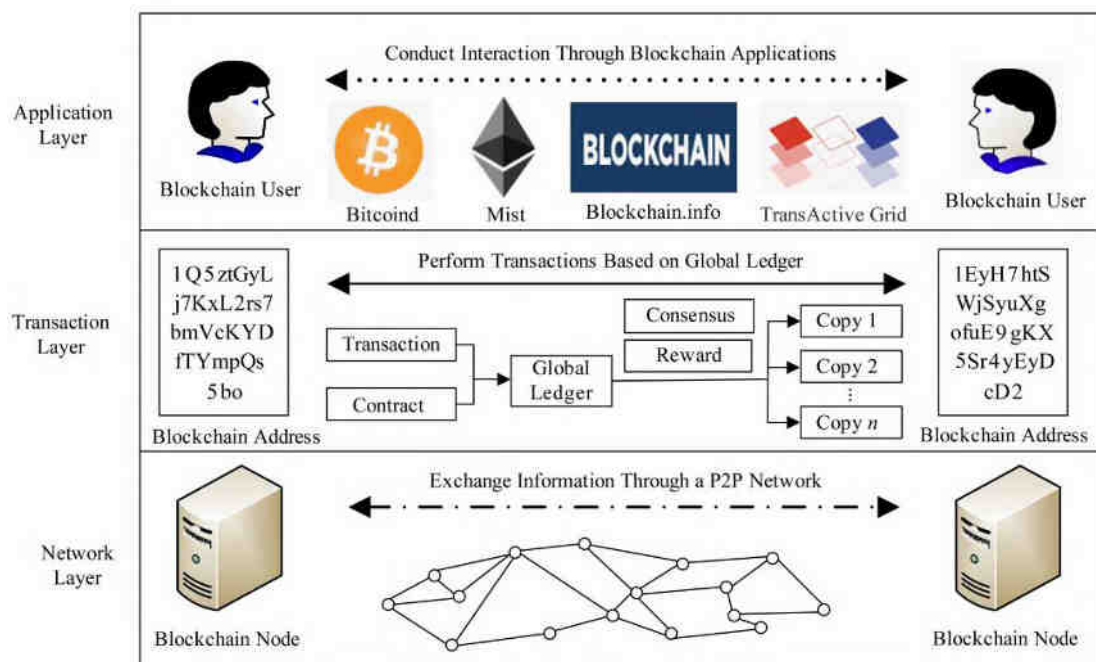 Conduct Interaction Through Blockchain Applications
Application
Layer
BLOCKCHAIN
Blockchain User
Bitcoind
Mist
Blockchain.info
TransActive Grid
Blockchain User
Perform Transactions Based on Global Ledger
Transaction
Layer
1Q5ztGyL
j7KxL2rs7
bmVcKYD
fTYmpQs
5bo
Blockchain Address
Transaction
Contract
Global
Ledger
Consensus
Reward
Copy 1
Copy 2
⋮
Copy n
1EyH7htS
WjSyuXg
ofuE9gKX
5Sr4yEyD
cD2
Blockchain Address
Exchange Information Through a P2P Network
Network
Layer
Blockchain Node
Blockchain Node